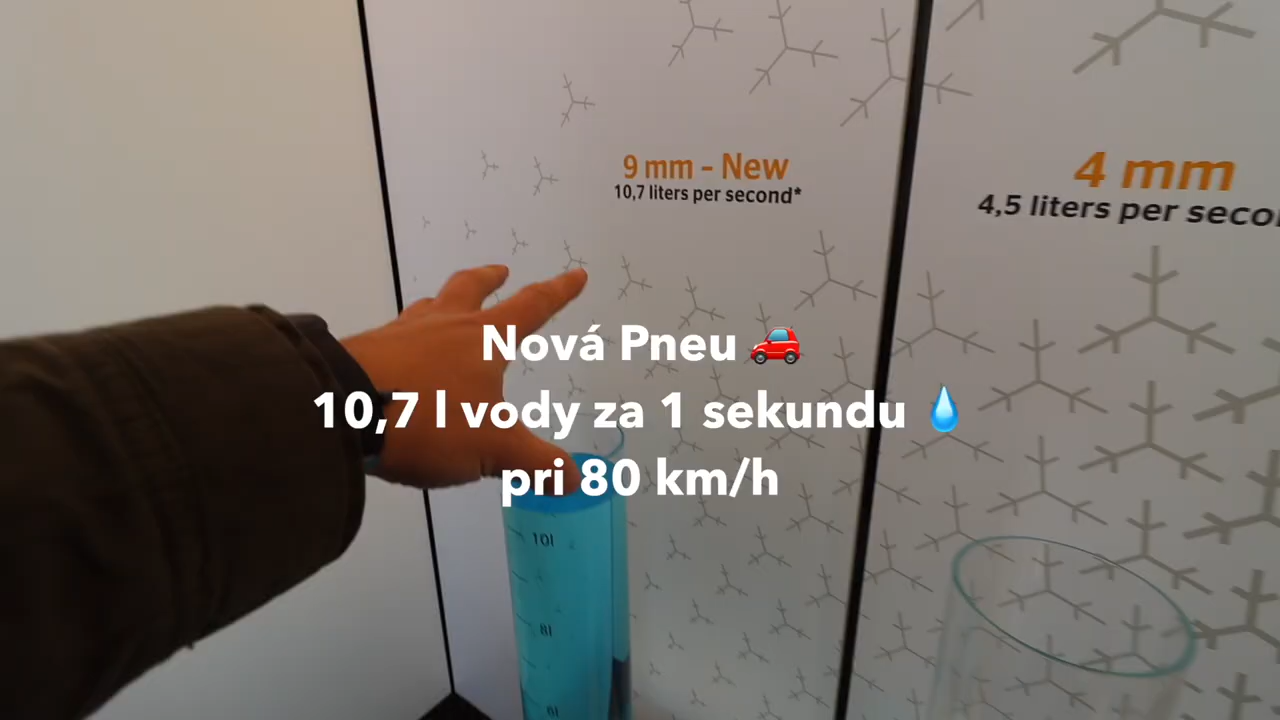 9 mm - New
10,7 liters per second*
4 mm
4,5 liters per
Nová Pneu 🚗
10,7 l vody za 1 sekundu 💧
pri 80 km/h
10l
8l
6l